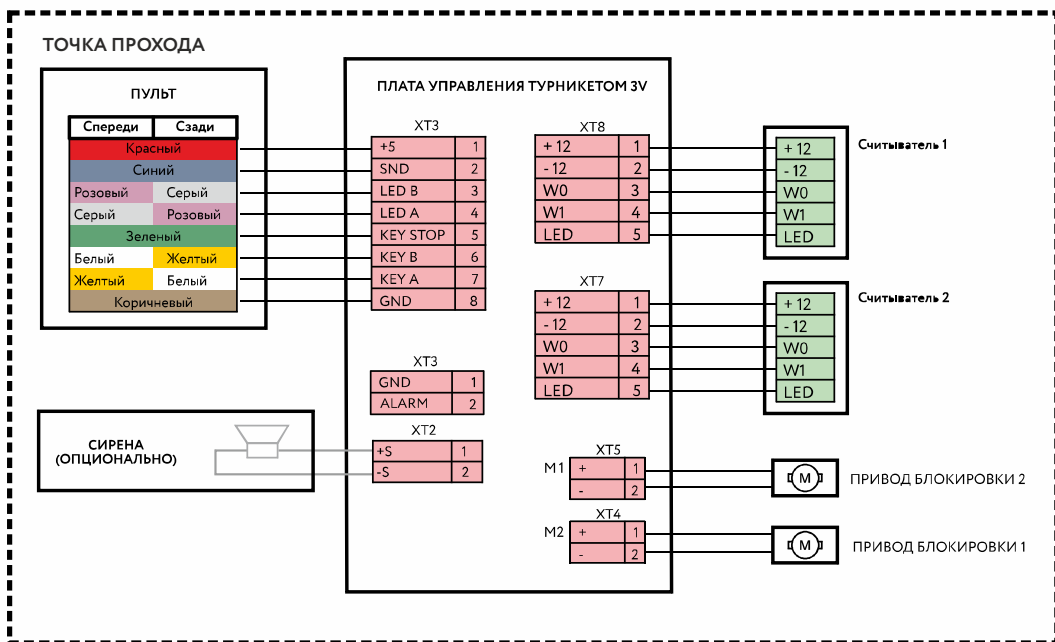 ТОЧКА ПРОХОДА
ПУЛЬТ
Спереди Сзади
Красный
Синий
Розовый Серый
Серый Розовый
Зеленый
Белый Желтый
Желтый Белый
Коричневый
СИРЕНА
(ОПЦИОНАЛЬНО)
ПЛАТА УПРАВЛЕНИЯ ТУРНИКЕТОМ 3V
XT3
+5 1
SND 2
LED B 3
LED A 4
KEY STOP 5
KEY B 6
KEY A 7
GND 8
XT3
GND 1
ALARM 2
XT2
+S 1
-S 2
XT8
+ 12 1
- 12 2
W0 3
W1 4
LED 5
XT7
+ 12 1
- 12 2
W0 3
W1 4
LED 5
XT5
M1 + 1
- 2
XT4
M2 + 1
- 2
Считыватель 1
+ 12
- 12
W0
W1
LED
Считыватель 2
+ 12
- 12
W0
W1
LED
M ПРИВОД БЛОКИРОВКИ 2
M ПРИВОД БЛОКИРОВКИ 1